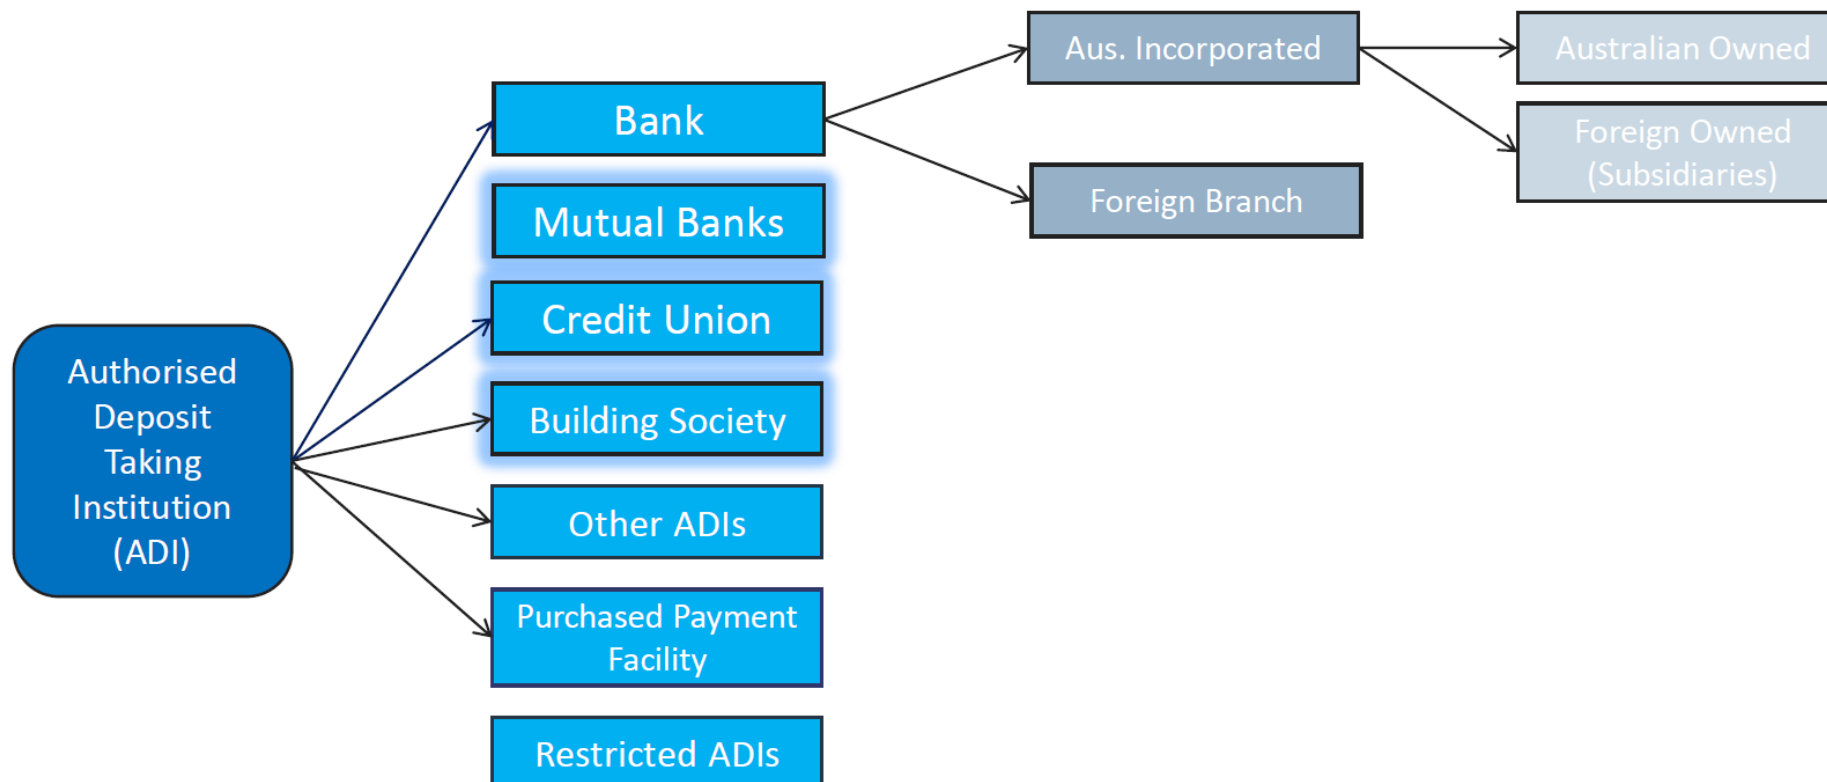 Authorised
Deposit
Taking
Institution
(ADI)
Bank
Mutual Banks
Credit Union
Building Society
Other ADIs
Purchased Payment
Facility
Restricted ADIs
Aus. Incorporated
Foreign Branch
Australian Owned
Foreign Owned
(Subsidiaries)